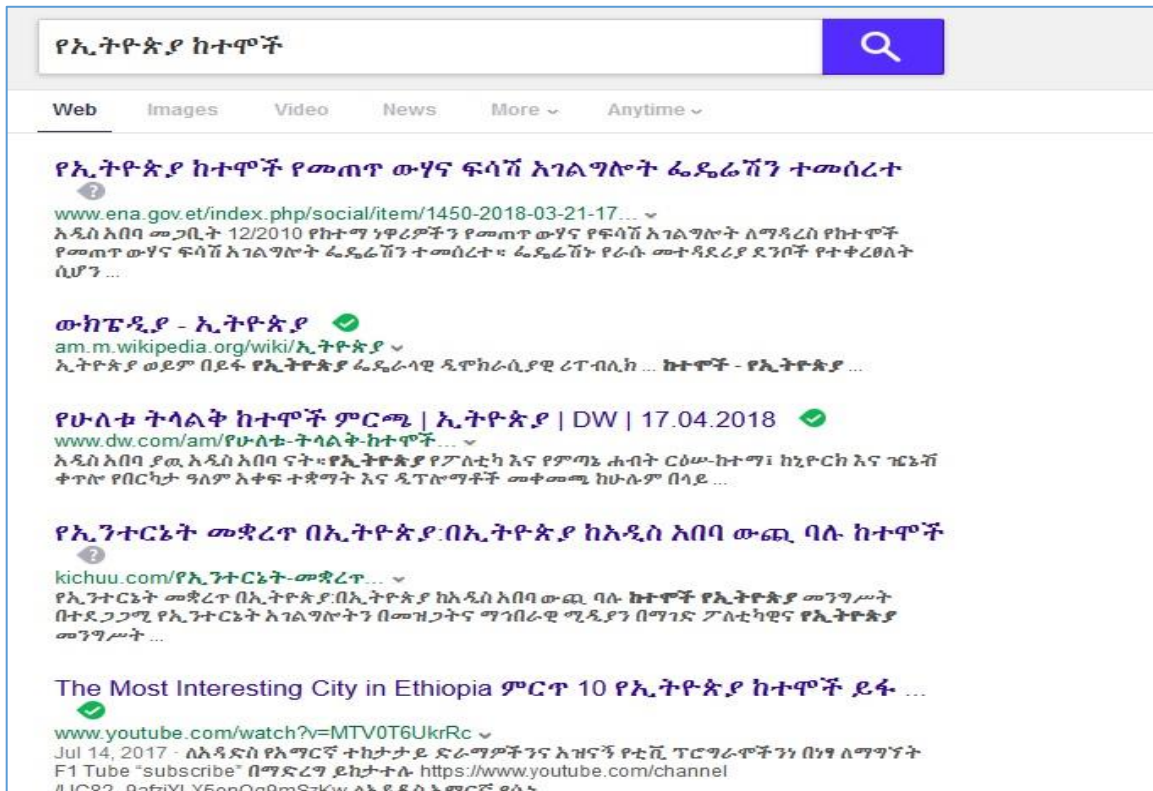 የኢትዮጵያ ከተሞች
Web Images Video News More Anytime
የኢትዮጵያ ከተሞች የመጠጥ ውሃና ፍሳሽ አገልግሎት ፌዴሬሽን ተመሰረተ
www.ena.gov.et/index.php/social/item/1450-2018-03-21-17...
አዲስ አበባ መጋቢት 12/2010 የከተማ ነዋሪዎችን የመጠጥ ውሃና የፍሳሽ አገልግሎት ለማዳረስ የከተሞች
የመጠጥ ውሃና ፍሳሽ አገልግሎት ፌዴሬሽን ተመሰረተ። ፌዴሬሽኑ የራሱ መተዳደሪያ ደንቦች የተቀረፀለት
ሲሆን ...
ውክፔዲያ - ኢትዮጵያ
am.m.wikipedia.org/wiki/ኢትዮጵያ
ኢትዮጵያ ወይም በይፋ የኢትዮጵያ ፌዴራላዊ ዲሞክራሲያዊ ሪፐብሊክ ... ከተሞች - የኢትዮጵያ ...
የሁለቱ ትላልቅ ከተሞች ምርጫ | ኢትዮጵያ | DW | 17.04.2018
www.dw.com/am/የሁለቱ-ትላልቅ-ከተሞች...
አዲስ አበባ ያዉ አዲስ አበባ ናት።የኢትዮጵያ የፖለቲካ እና የምጣኔ ሐብት ርዕሠ-ከተማ፤ ከኒዮርክ እና ዤኔቭ
ቀጥሎ የበርካታ ዓለም አቀፍ ተቋማት እና ዲፕሎማቶች መቀመጫ ከሁሉም በላይ ...
የኢንተርኔት መቋረጥ በኢትዮጵያ:በኢትዮጵያ ከአዲስ አበባ ውጪ ባሉ ከተሞች
kichuu.com/የኢንተርኔት-መቋረጥ...
የኢንተርኔት መቋረጥ በኢትዮጵያ:በኢትዮጵያ ከአዲስ አበባ ውጪ ባሉ ከተሞች የኢትዮጵያ መንግሥት
በተደጋጋሚ የኢንተርኔት አገልግሎትን በመዝጋትና ማኅበራዊ ሚዲያን በማገድ ፖለቲካዊና የኢትዮጵያ
መንግሥት ...
The Most Interesting City in Ethiopia ምርጥ 10 የኢትዮጵያ ከተሞች ይፋ ...
www.youtube.com/watch?v=MTV0T6UkrRc
Jul 14, 2017 · ለአዳድስ የአማርኛ ተከታታይ ድራማዎችንና አዝናኝ የቲቪ ፕሮግራሞችንን በነፃ ለማግኘት
F1 Tube “subscribe” በማድረግ ይከታተሉ https://www.youtube.com/channel